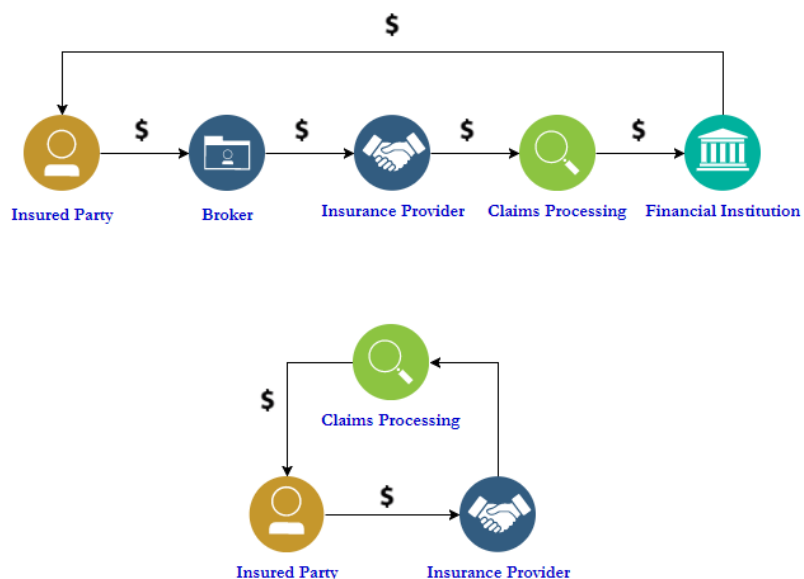 $
$ $ $ $
Insured Party Broker Insurance Provider Claims Processing Financial Institution
$
Claims Processing
$
Insured Party Insurance Provider